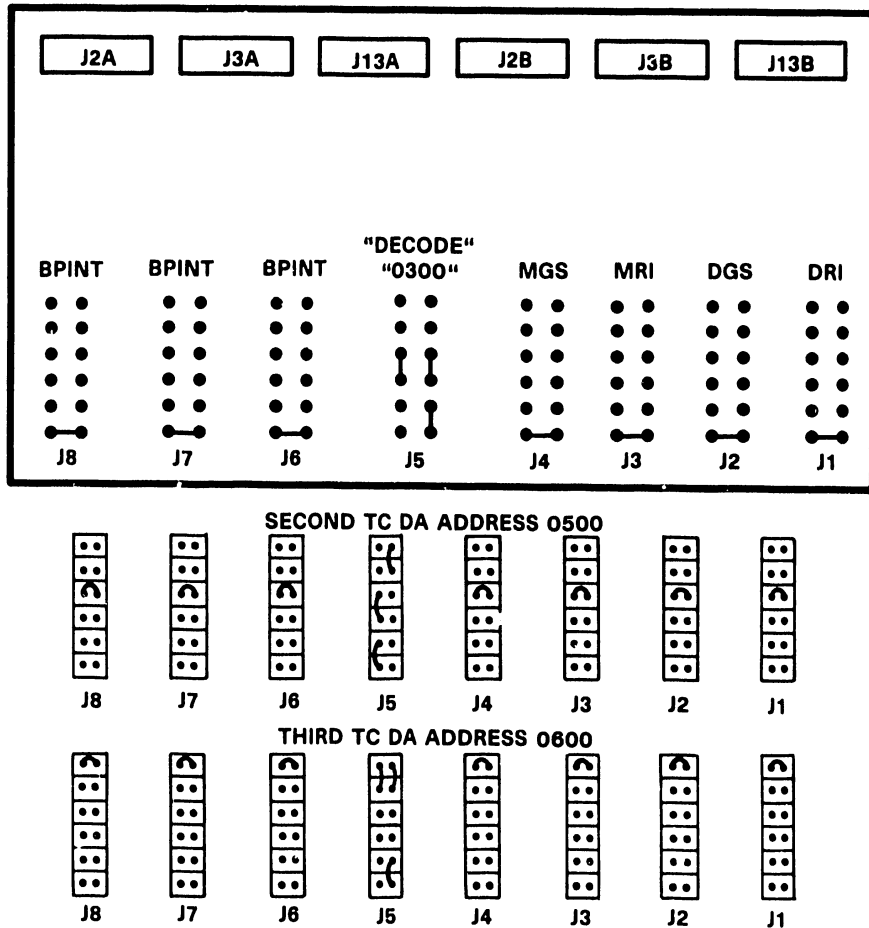 J2A J3A J13A J2B J3B J13B
"DECODE"
BPINT BPINT BPINT "0300" MGS MRI DGS DRI
J8 J7 J6 J5 J4 J3 J2 J1
SECOND TC DA ADDRESS 0500
J8 J7 J6 J5 J4 J3 J2 J1
THIRD TC DA ADDRESS 0600
J8 J7 J6 J5 J4 J3 J2 J1